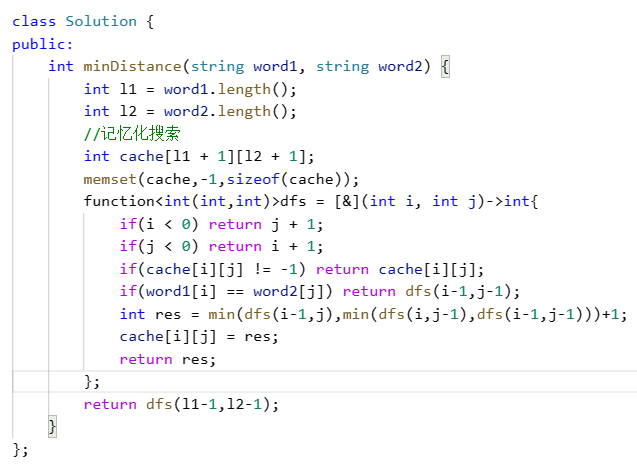 class Solution {
public:
    int minDistance(string word1, string word2) {
        int l1 = word1.length();
        int l2 = word2.length();
        //记忆化搜索
        int cache[l1 + 1][l2 + 1];
        memset(cache,-1,sizeof(cache));
        function<int(int,int)>dfs = [&](int i, int j)->int{
            if(i < 0) return j + 1;
            if(j < 0) return i + 1;
            if(cache[i][j] != -1) return cache[i][j];
            if(word1[i] == word2[j]) return dfs(i-1,j-1);
            int res = min(dfs(i-1,j),min(dfs(i,j-1),dfs(i-1,j-1)))+1;
            cache[i][j] = res;
            return res;
        };
        return dfs(l1-1,l2-1);
    }
};